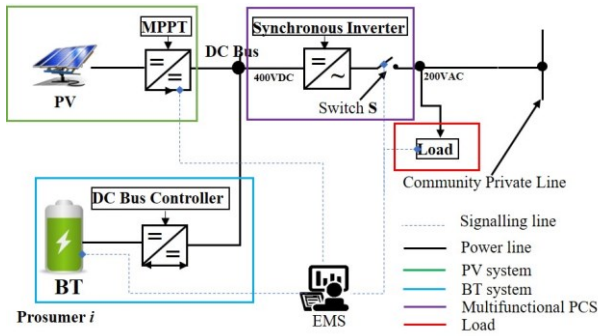 MPPT
Synchronous Inverter
DC Bus
400VDC
200VAC
PV
Switch S
Load
DC Bus Controller
Community Private Line
BT
Prosumer i
EMS
Signalling line
Power line
PV system
BT system
Multifunctional PCS
Load